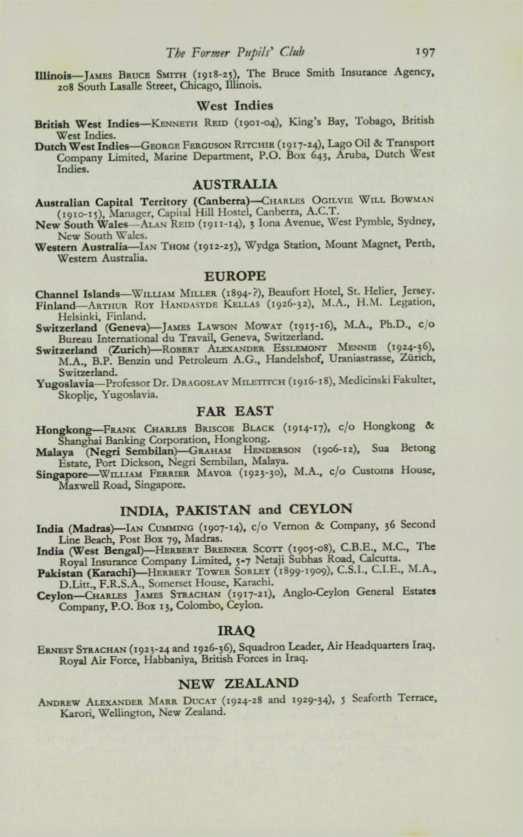 The Former Pupils' Club 197
Illinois—James Bruce Smith (1918-25), The Bruce Smith Insurance Agency,
208 South Lasalle Street, Chicago, Illinois.
West Indies
British West Indies—Kenneth Reid (1901-04), King's Bay, Tobago, British
West Indies.
Dutch West Indies—George Ferguson Ritchie (1917-24), Lago Oil & Transport
Company Limited, Marine Department, P.O. Box 643, Aruba, Dutch West
Indies.
AUSTRALIA
Australian Capital Territory (Canberra)—Charles Ogilvie Will Bowman
(1910-15), Manager, Capital Hill Hostel, Canberra, A.C.T.
New South Wales—Alan Reid (1911-14), 3 Iona Avenue, West Pymble, Sydney,
New South Wales.
Western Australia—Ian Thom (1912-25), Wydga Station, Mount Magnet, Perth,
Western Australia.
EUROPE
Channel Islands—William Miller (1894-?), Beaufort Hotel, St. Helier, Jersey.
Finland—Arthur Roy Handasyde Kellas (1926-32), M.A., H.M. Legation,
Helsinki, Finland.
Switzerland (Geneva)—James Lawson Mowat (1915-16), M.A., Ph.D., c/o
Bureau International du Travail, Geneva, Switzerland.
Switzerland (Zurich)—Robert Alexander Esslemont Mennie (1924-36),
M.A., B.P. Benzin und Petroleum A.G., Handelshof, Uraniastrasse, Zürich,
Switzerland.
Yugoslavia—Professor Dr. Dragoslav Miletitch (1916-18), Medicinski Fakultet,
Skoplje, Yugoslavia.
FAR EAST
Hongkong—Frank Charles Briscoe Black (1914-17), c/o Hongkong &
Shanghai Banking Corporation, Hongkong.
Malaya (Negri Sembilan)—Graham Henderson (1906-12), Sua Betong
Estate, Port Dickson, Negri Sembilan, Malaya.
Singapore—William Ferrier Mavor (1923-30), M.A., c/o Customs House,
Maxwell Road, Singapore.
INDIA, PAKISTAN and CEYLON
India (Madras)—Ian Cumming (1907-14), c/o Vernon & Company, 36 Second
Line Beach, Post Box 79, Madras.
India (West Bengal)—Herbert Brebner Scott (1905-08), C.B.E., M.C., The
Royal Insurance Company Limited, 5-7 Netaji Subhas Road, Calcutta.
Pakistan (Karachi)—Herbert Tower Sorley (1899-1909), C.S.I., C.I.E., M.A.,
D.Litt., F.R.S.A., Somerset House, Karachi.
Ceylon—Charles James Strachan (1917-21), Anglo-Ceylon General Estates
Company, P.O. Box 13, Colombo, Ceylon.
IRAQ
Ernest Strachan (1923-24 and 1926-36), Squadron Leader, Air Headquarters Iraq,
Royal Air Force, Habbaniya, British Forces in Iraq.
NEW ZEALAND
Andrew Alexander Marr Ducat (1924-28 and 1929-34), 5 Seaforth Terrace,
Karori, Wellington, New Zealand.